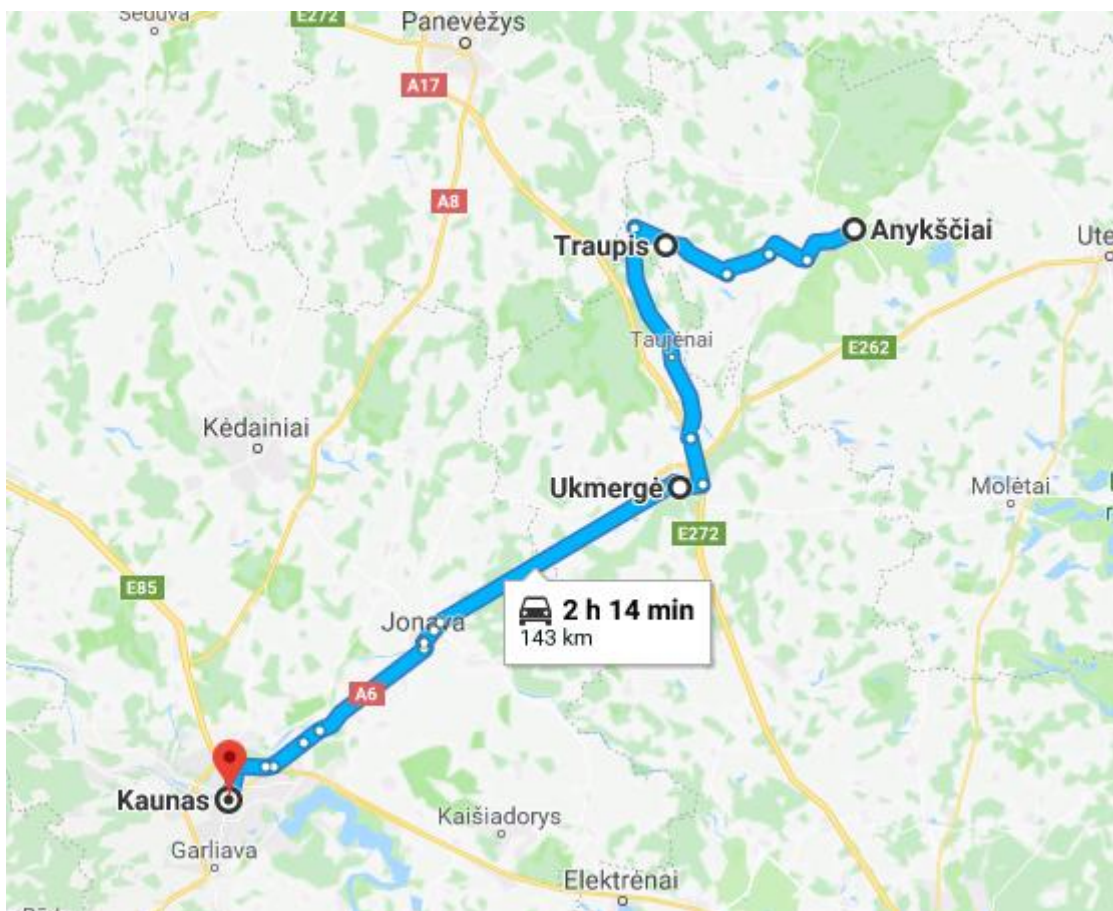 Šeduva
E272
Panevėžys
A17
A8
Traupis
Anykščiai
Ute
Taujėnai
E262
Kėdainiai
Ukmergė
Molėtai
E272
E85
2 h 14 min
143 km
Jonava
A6
Kaunas
Kaišiadorys
Garliava
Elektrėnai